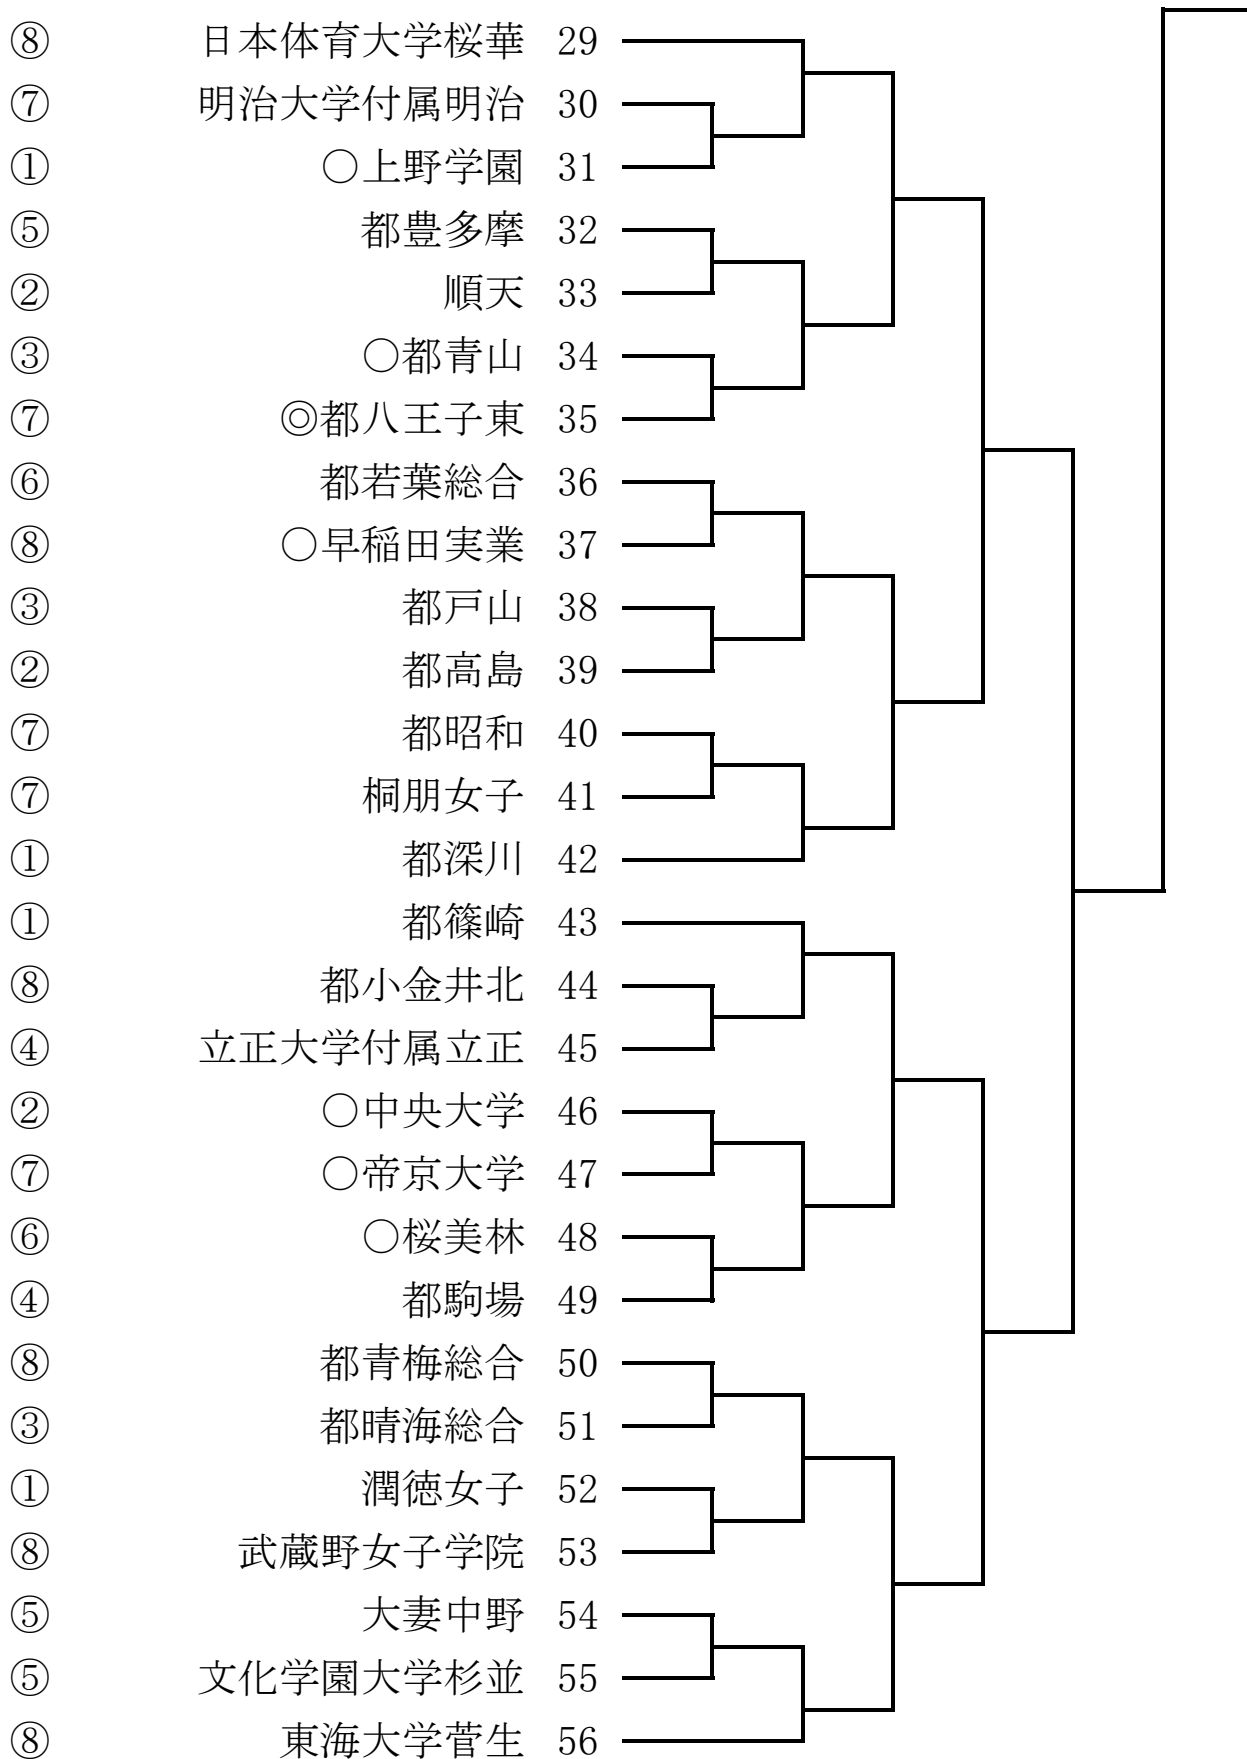 ⑧ 日本体育大学桜華 29
⑦ 明治大学付属明治 30
① ○上野学園 31
⑤ 都豊多摩 32
② 順天 33
③ ○都青山 34
⑦ ◎都八王子東 35
⑥ 都若葉総合 36
⑧ ○早稲田実業 37
③ 都戸山 38
② 都高島 39
⑦ 都昭和 40
⑦ 桐朋女子 41
① 都深川 42
① 都篠崎 43
⑧ 都小金井北 44
④ 立正大学付属立正 45
② ○中央大学 46
⑦ ○帝京大学 47
⑥ ○桜美林 48
④ 都駒場 49
⑧ 都青梅総合 50
③ 都晴海総合 51
① 潤徳女子 52
⑧ 武蔵野女子学院 53
⑤ 大妻中野 54
⑤ 文化学園大学杉並 55
⑧ 東海大学菅生 56